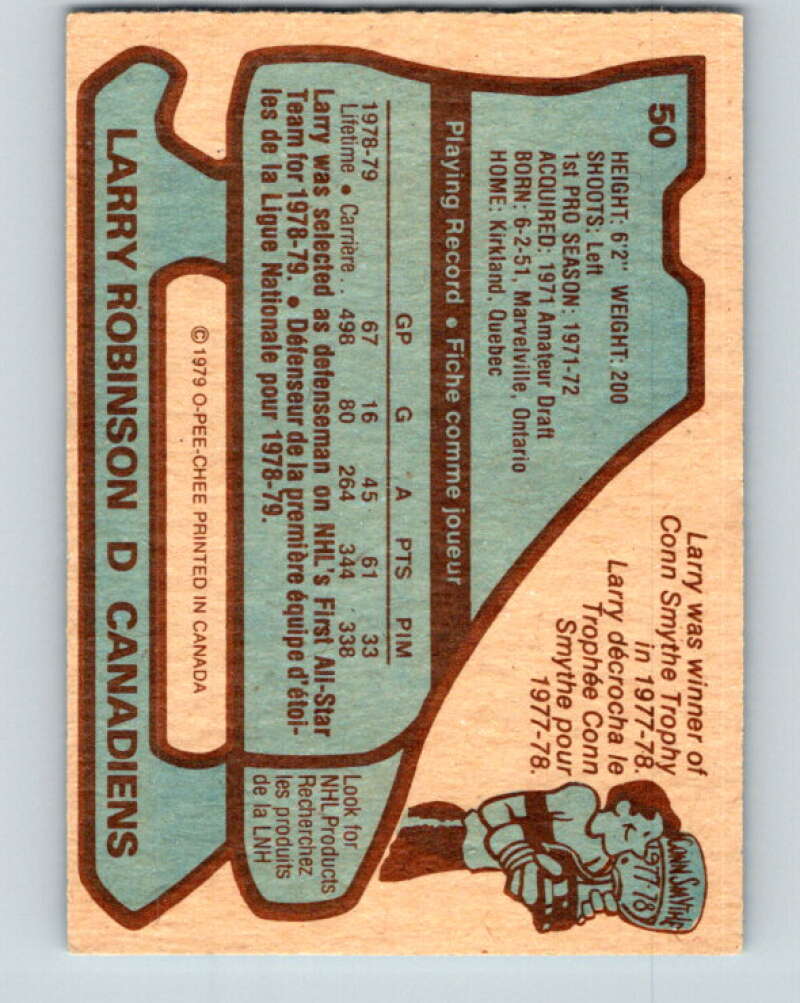 50
HEIGHT: 6'2" WEIGHT: 200
SHOOTS: Left
1st PRO SEASON: 1971-72
ACQUIRED: 1971 Amateur Draft
BORN: 6-2-51, Marvelville, Ontario
HOME: Kirkland, Quebec
Larry was winner of
Conn Smythe Trophy
in 1977-78.
Larry décrocha le
Trophée Conn
Smythe pour
1977-78.
CONN SMYTHE
1977-78
Playing Record • Fiche comme joueur
GP G A PTS PIM
1978-79 67 16 45 61 33
Lifetime • Carrière.. 498 80 264 344 338
Larry was selected as defenseman on NHL's First All-Star
Team for 1978-79. • Défenseur de la première équipe d'étoi-
les de la Ligue Nationale pour 1978-79.
Look for
NHL Products
Recherchez
les produits
de la LNH
©1979 O-PEE-CHEE PRINTED IN CANADA
LARRY ROBINSON D CANADIENS